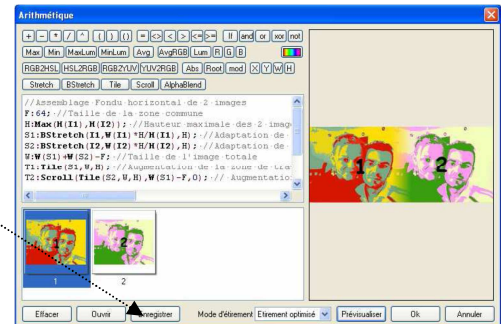 Arithmétique
+ - * / ^ ( ) () = <> < > <= >= If and or xor not
Max Min MaxLum MinLum Avg AvgRGB Lum R G B
RGB2HSL HSL2RGB RGB2YUV YUV2RGB Abs Root mod X Y W H
Stretch BStretch Tile Scroll AlphaBlend
//Assemblage Fondu horizontal de 2 images
F:64; //Taille de la zone commune
H:Max(H(I1),H(I2)); //Hauteur maximale des 2 imag
S1:BStretch(I1,W(I1)*H/H(I1),H); //Adaptation de
S2:BStretch(I2,W(I2)*H/H(I2),H); //Adaptation de
W:W(S1)+W(S2)-F; //Taille de l'image totale
T1:Tile(S1,W,H); //Augmentation de la zone de tra
T2:Scroll(Tile(S2,W,H),W(S1)-F,0); // Augmentatio
1 2
1 2
1 2
Effacer Ouvrir Enregistrer Mode d'étirement Etirement optimisé Prévisualiser Ok Annuler